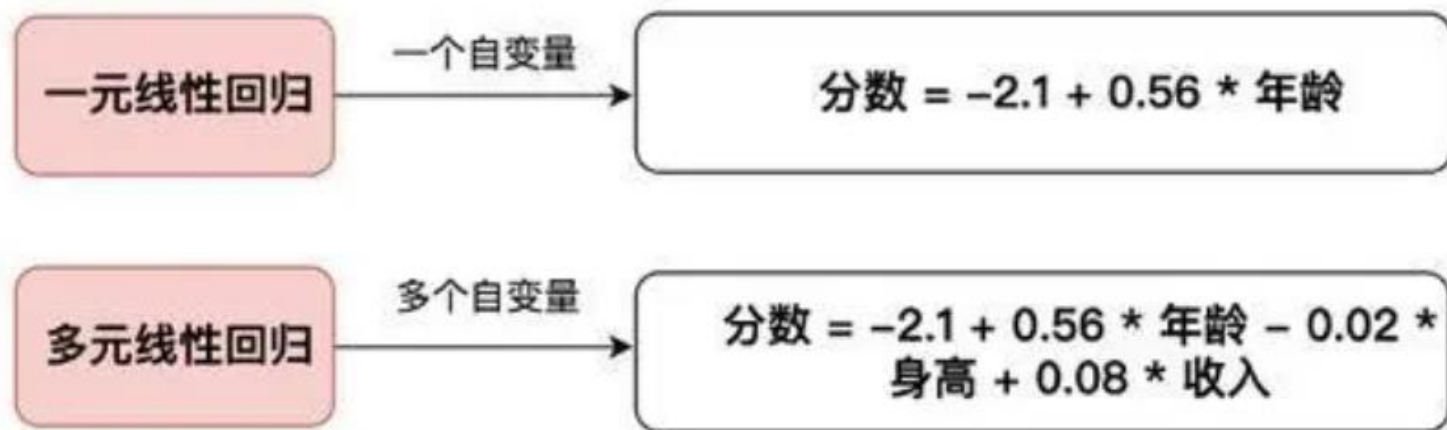 一元线性回归
一个自变量
分数 = -2.1 + 0.56 * 年龄
多元线性回归
多个自变量
分数 = -2.1 + 0.56 * 年龄 - 0.02 *
身高 + 0.08 * 收入